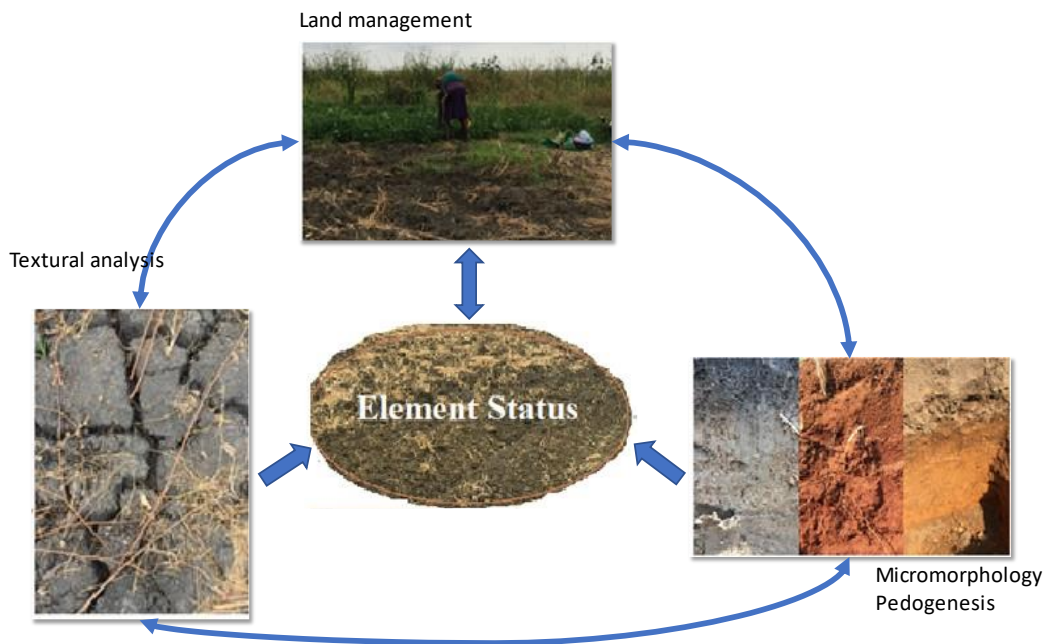 Land management
Textural analysis
Element Status
Micromorphology
Pedogenesis